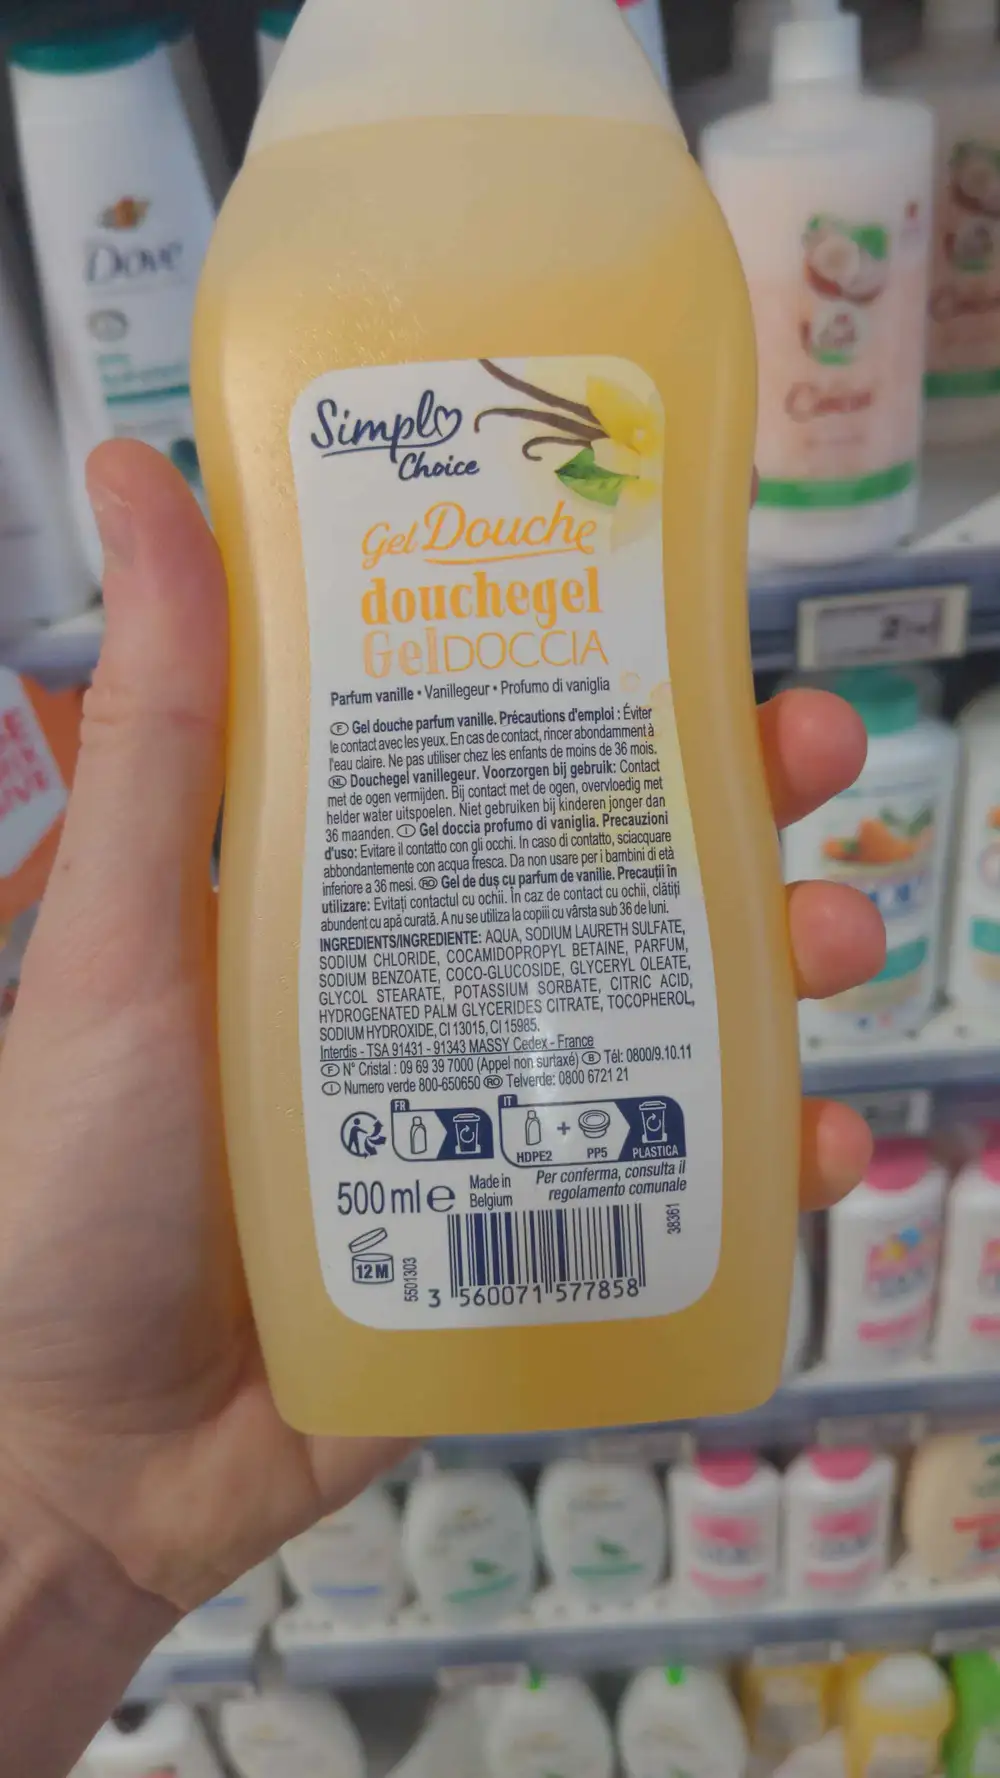 Dove
Simpl
Choice
Gel Douche
douchegel
Gel DOCCIA
Parfum vanille • Vanillegeur • Profumo di vaniglia
F Gel douche parfum vanille. Précautions d'emploi : Éviter
le contact avec les yeux. En cas de contact, rincer abondamment à
l'eau claire. Ne pas utiliser chez les enfants de moins de 36 mois.
NL Douchegel vanillegeur. Voorzorgen bij gebruik: Contact
met de ogen vermijden. Bij contact met de ogen, overvloedig met
helder water uitspoelen. Niet gebruiken bij kinderen jonger dan
36 maanden. I Gel doccia profumo di vaniglia. Precauzioni
d'uso: Evitare il contatto con gli occhi. In caso di contatto, sciacquare
abbondantemente con acqua fresca. Da non usare per i bambini di età
inferiore a 36 mesi. RO Gel de duș cu parfum de vanilie. Precauții în
utilizare: Evitați contactul cu ochii. În caz de contact cu ochii, clătiți
abundent cu apă curată. A nu se utiliza la copiii cu vârsta sub 36 de luni.
INGREDIENTS/INGREDIENTE: AQUA, SODIUM LAURETH SULFATE,
SODIUM CHLORIDE, COCAMIDOPROPYL BETAINE, PARFUM,
SODIUM BENZOATE, COCO-GLUCOSIDE, GLYCERYL OLEATE,
GLYCOL STEARATE, POTASSIUM SORBATE, CITRIC ACID,
HYDROGENATED PALM GLYCERIDES CITRATE, TOCOPHEROL,
SODIUM HYDROXIDE, CI 13015, CI 15985.
Interdis - TSA 91431 - 91343 MASSY Cedex - France
F N° Cristal : 09 69 39 7000 (Appel non surtaxé) B Tél: 0800/9.10.11
I Numero verde 800-650650 RO Telverde: 0800 6721 21
FR
IT
+
HDPE2 PP5 PLASTICA
500 ml e
Made in
Belgium
Per conferma, consulta il
regolamento comunale
12 M
5501303
38361
3 560071 577858